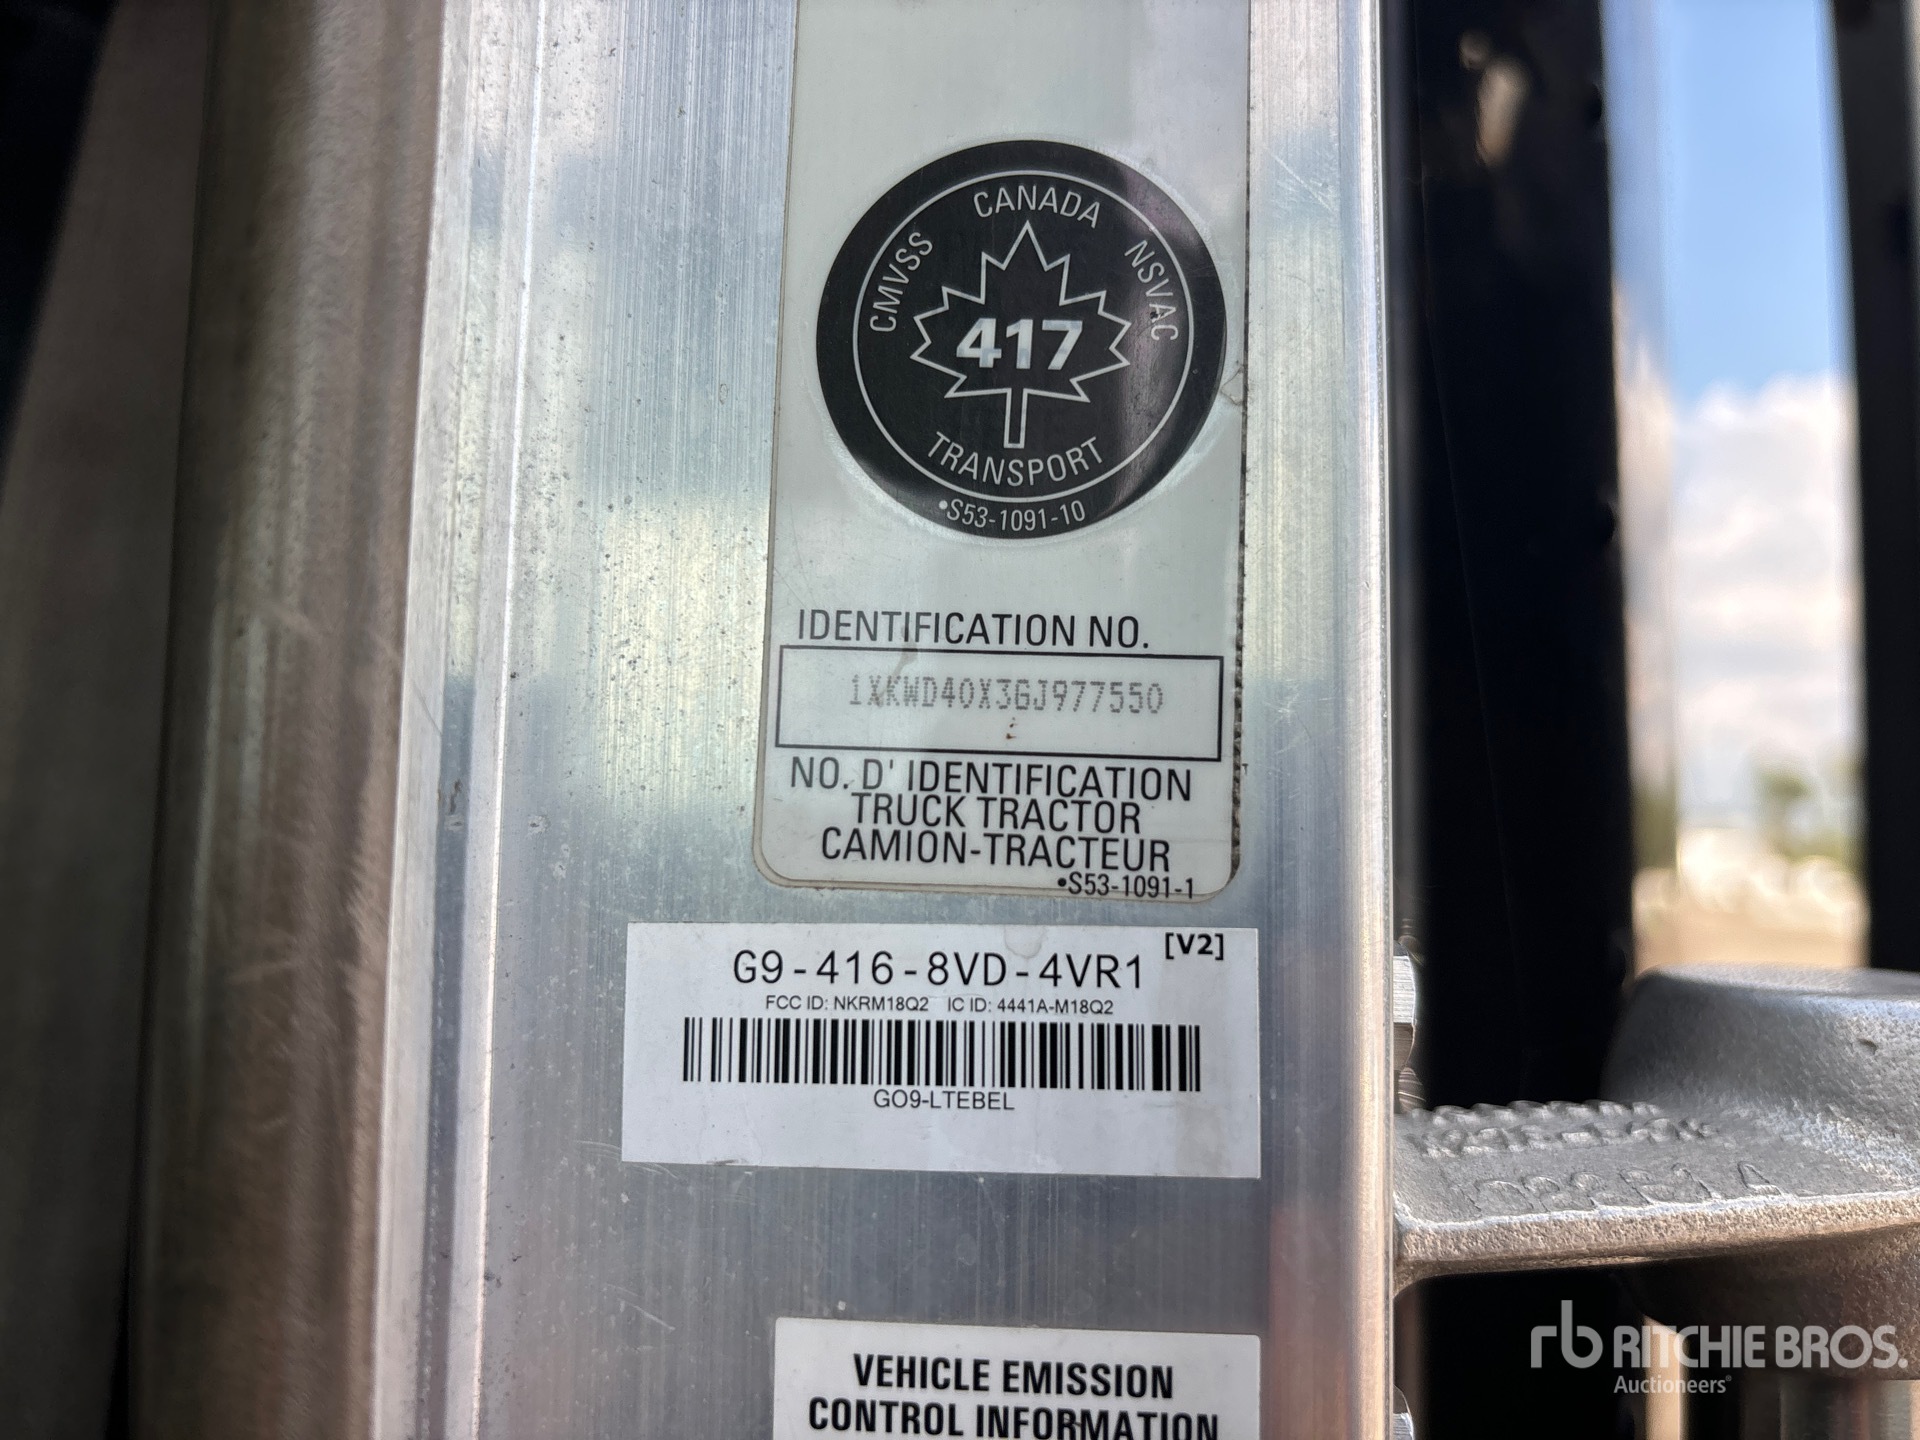 CANADA
CMVSS
NSVAC
417
TRANSPORT
•S53-1091-10
IDENTIFICATION NO.
1XKWD40X3GJ977550
NO. D' IDENTIFICATION
TRUCK TRACTOR
CAMION-TRACTEUR
•S53-1091-1
[V2]
G9-416-8VD-4VR1
FCC ID: NKRM18Q2 IC ID: 4441A-M18Q2
GO9-LTEBEL
VEHICLE EMISSION
CONTROL INFORMATION
rb RITCHIE BROS.
Auctioneers®